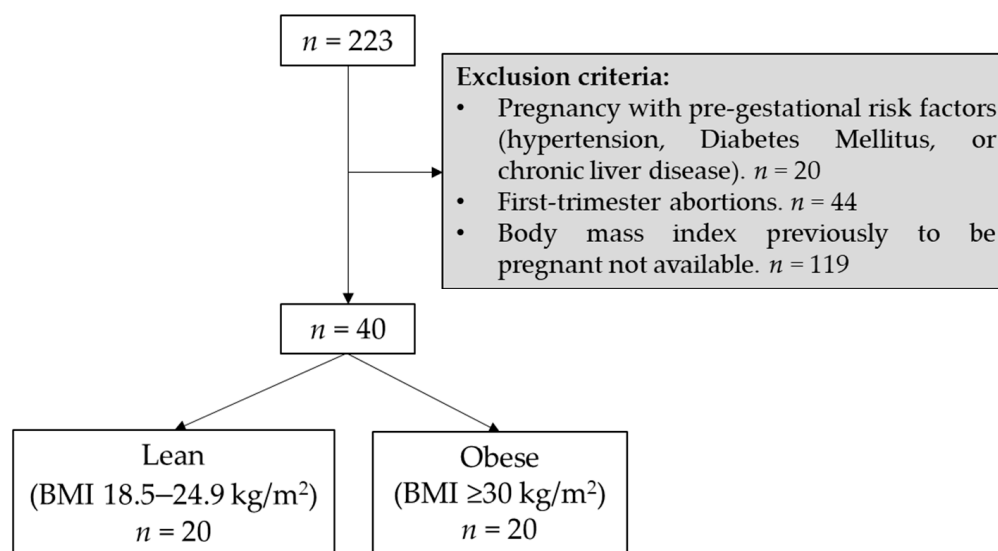 n = 223
Exclusion criteria:
• Pregnancy with pre-gestational risk factors
(hypertension, Diabetes Mellitus, or
chronic liver disease). n = 20
• First-trimester abortions. n = 44
• Body mass index previously to be
pregnant not available. n = 119
n = 40
Lean
(BMI 18.5–24.9 kg/m²)
n = 20
Obese
(BMI ≥30 kg/m²)
n = 20